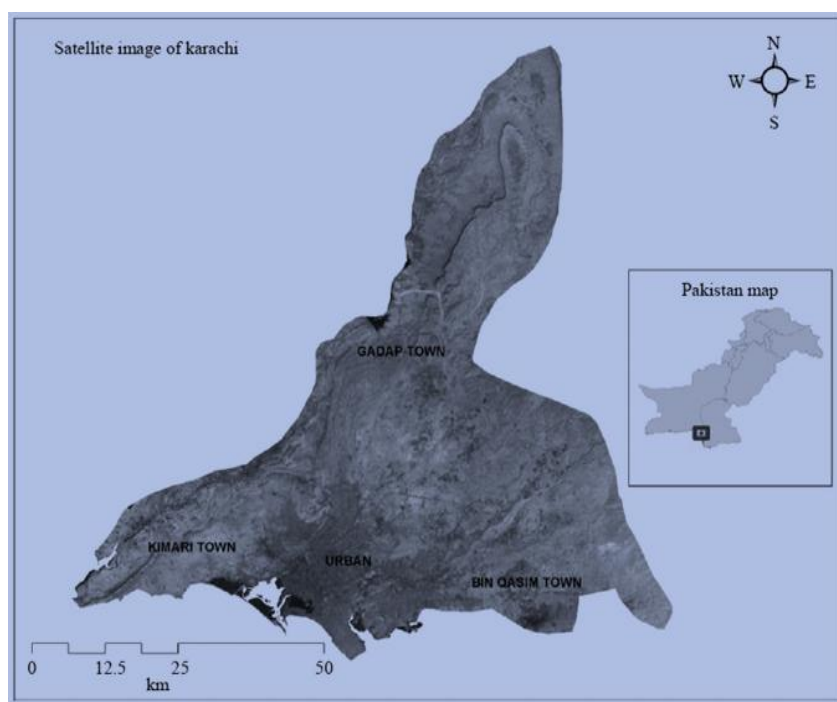 Satellite image of karachi
N
W E
S
Pakistan map
GADAP TOWN
KIMARI TOWN
URBAN
BIN QASIM TOWN
0 12.5 25 50
km